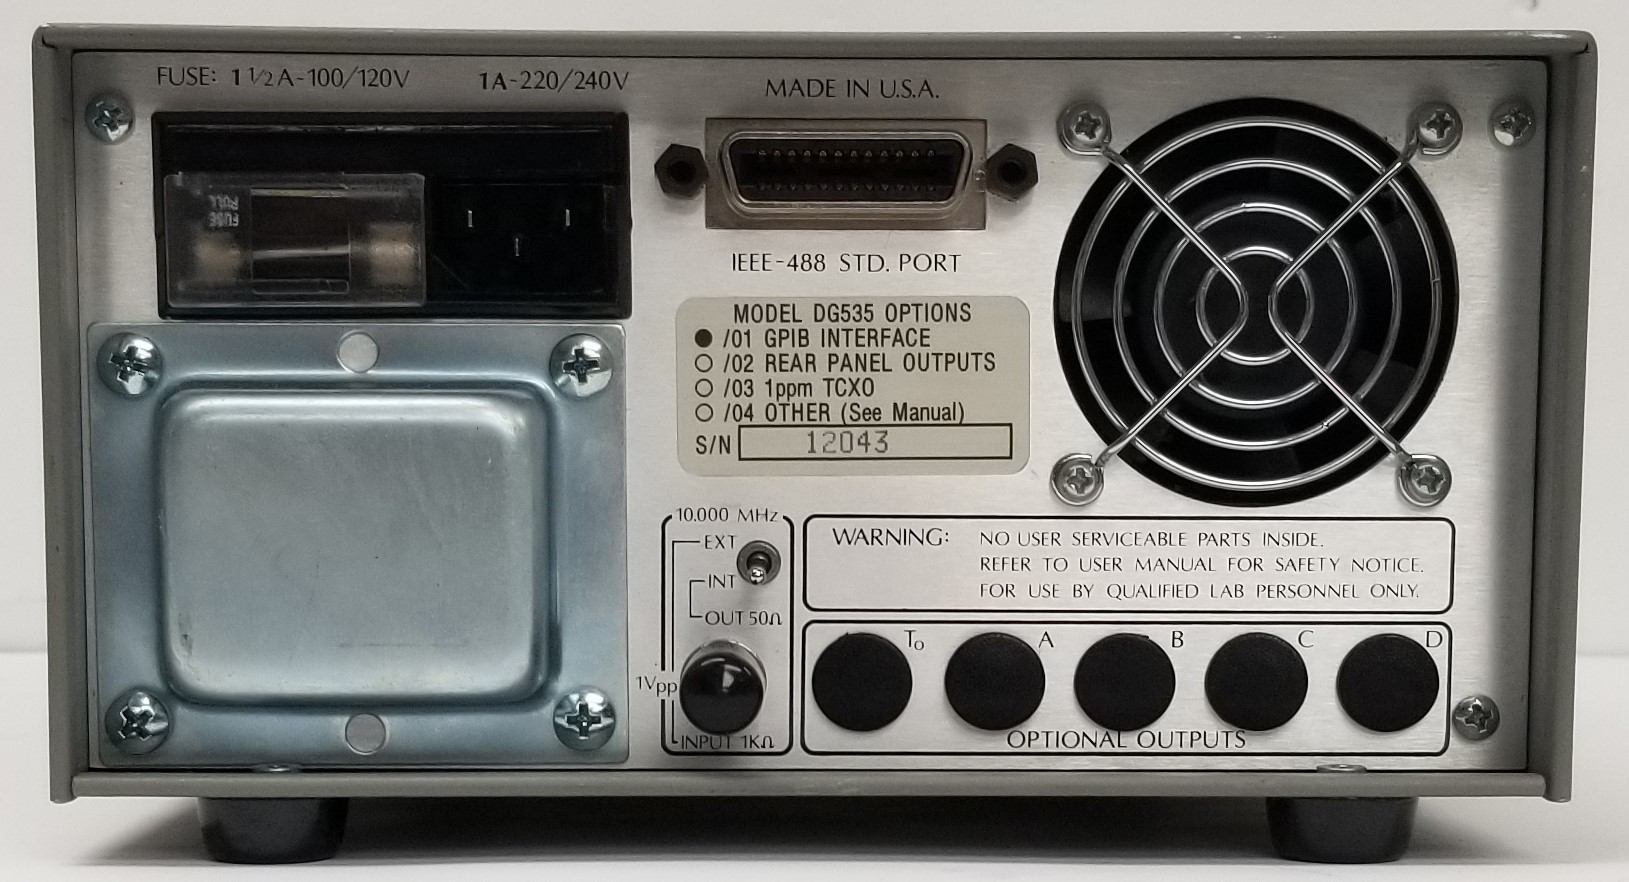 FUSE: 1 1/2 A-100/120V
1A-220/240V
MADE IN U.S.A.
FUSE
PULL
IEEE-488 STD. PORT
MODEL DG535 OPTIONS
/01 GPIB INTERFACE
/02 REAR PANEL OUTPUTS
/03 1ppm TCXO
/04 OTHER (See Manual)
S/N 12043
10.000 MHz
EXT
INT
OUT 50Ω
1Vpp
INPUT 1KΩ
WARNING: NO USER SERVICEABLE PARTS INSIDE.
REFER TO USER MANUAL FOR SAFETY NOTICE.
FOR USE BY QUALIFIED LAB PERSONNEL ONLY.
To A B C D
OPTIONAL OUTPUTS